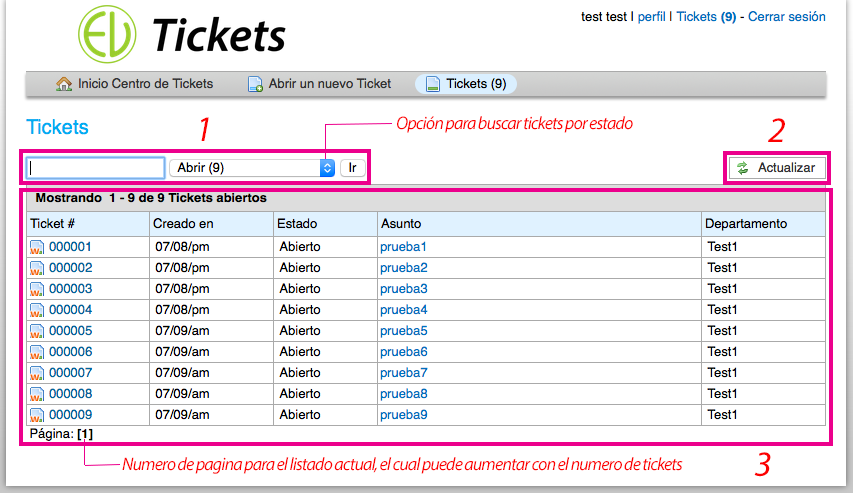 test test | perfil | Tickets (9) - Cerrar sesión
EV Tickets
Inicio Centro de Tickets Abrir un nuevo Ticket Tickets (9)
Tickets
1
Opción para buscar tickets por estado
2
Abrir (9) Ir
Actualizar
Mostrando 1 - 9 de 9 Tickets abiertos
Ticket # Creado en Estado Asunto Departamento
000001 07/08/pm Abierto prueba1 Test1
000002 07/08/pm Abierto prueba2 Test1
000003 07/08/pm Abierto prueba3 Test1
000004 07/08/pm Abierto prueba4 Test1
000005 07/09/am Abierto prueba5 Test1
000006 07/09/am Abierto prueba6 Test1
000007 07/09/am Abierto prueba7 Test1
000008 07/09/am Abierto prueba8 Test1
000009 07/09/am Abierto prueba9 Test1
Página: [1]
Numero de pagina para el listado actual, el cual puede aumentar con el numero de tickets
3